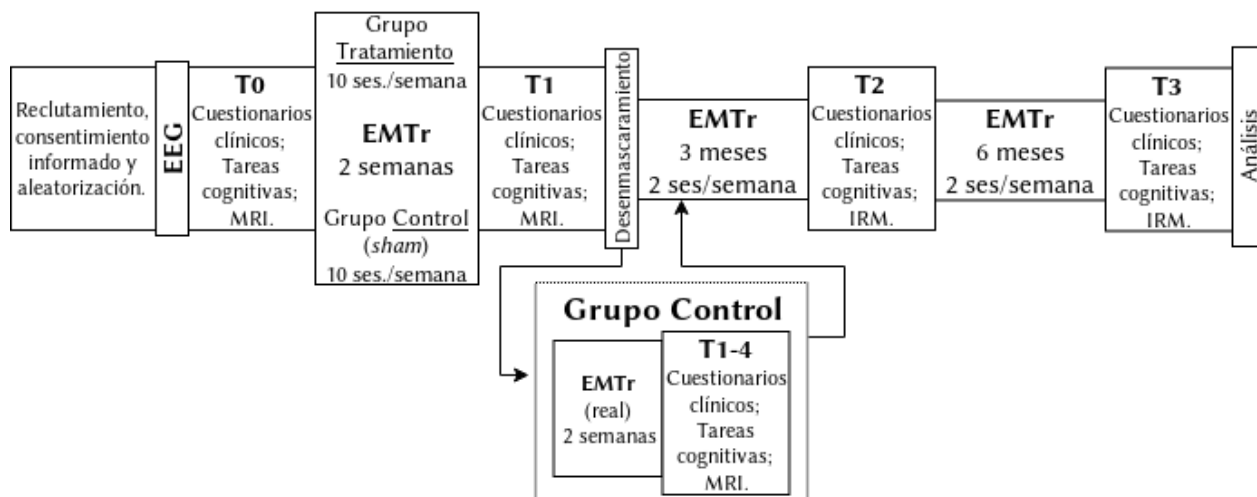 Reclutamiento,
consentimiento
informado y
aleatorización.
EEG
T0
Cuestionarios
clínicos;
Tareas
cognitivas;
MRI.
Grupo
Tratamiento
10 ses./semana
EMTr
2 semanas
Grupo Control
(sham)
10 ses./semana
T1
Cuestionarios
clínicos;
Tareas
cognitivas;
MRI.
Desenmascaramiento
EMTr
3 meses
2 ses/semana
T2
Cuestionarios
clínicos;
Tareas
cognitivas;
IRM.
EMTr
6 meses
2 ses/semana
T3
Cuestionarios
clínicos;
Tareas
cognitivas;
IRM.
Análisis
Grupo Control
EMTr
(real)
2 semanas
T1-4
Cuestionarios
clínicos;
Tareas
cognitivas;
MRI.